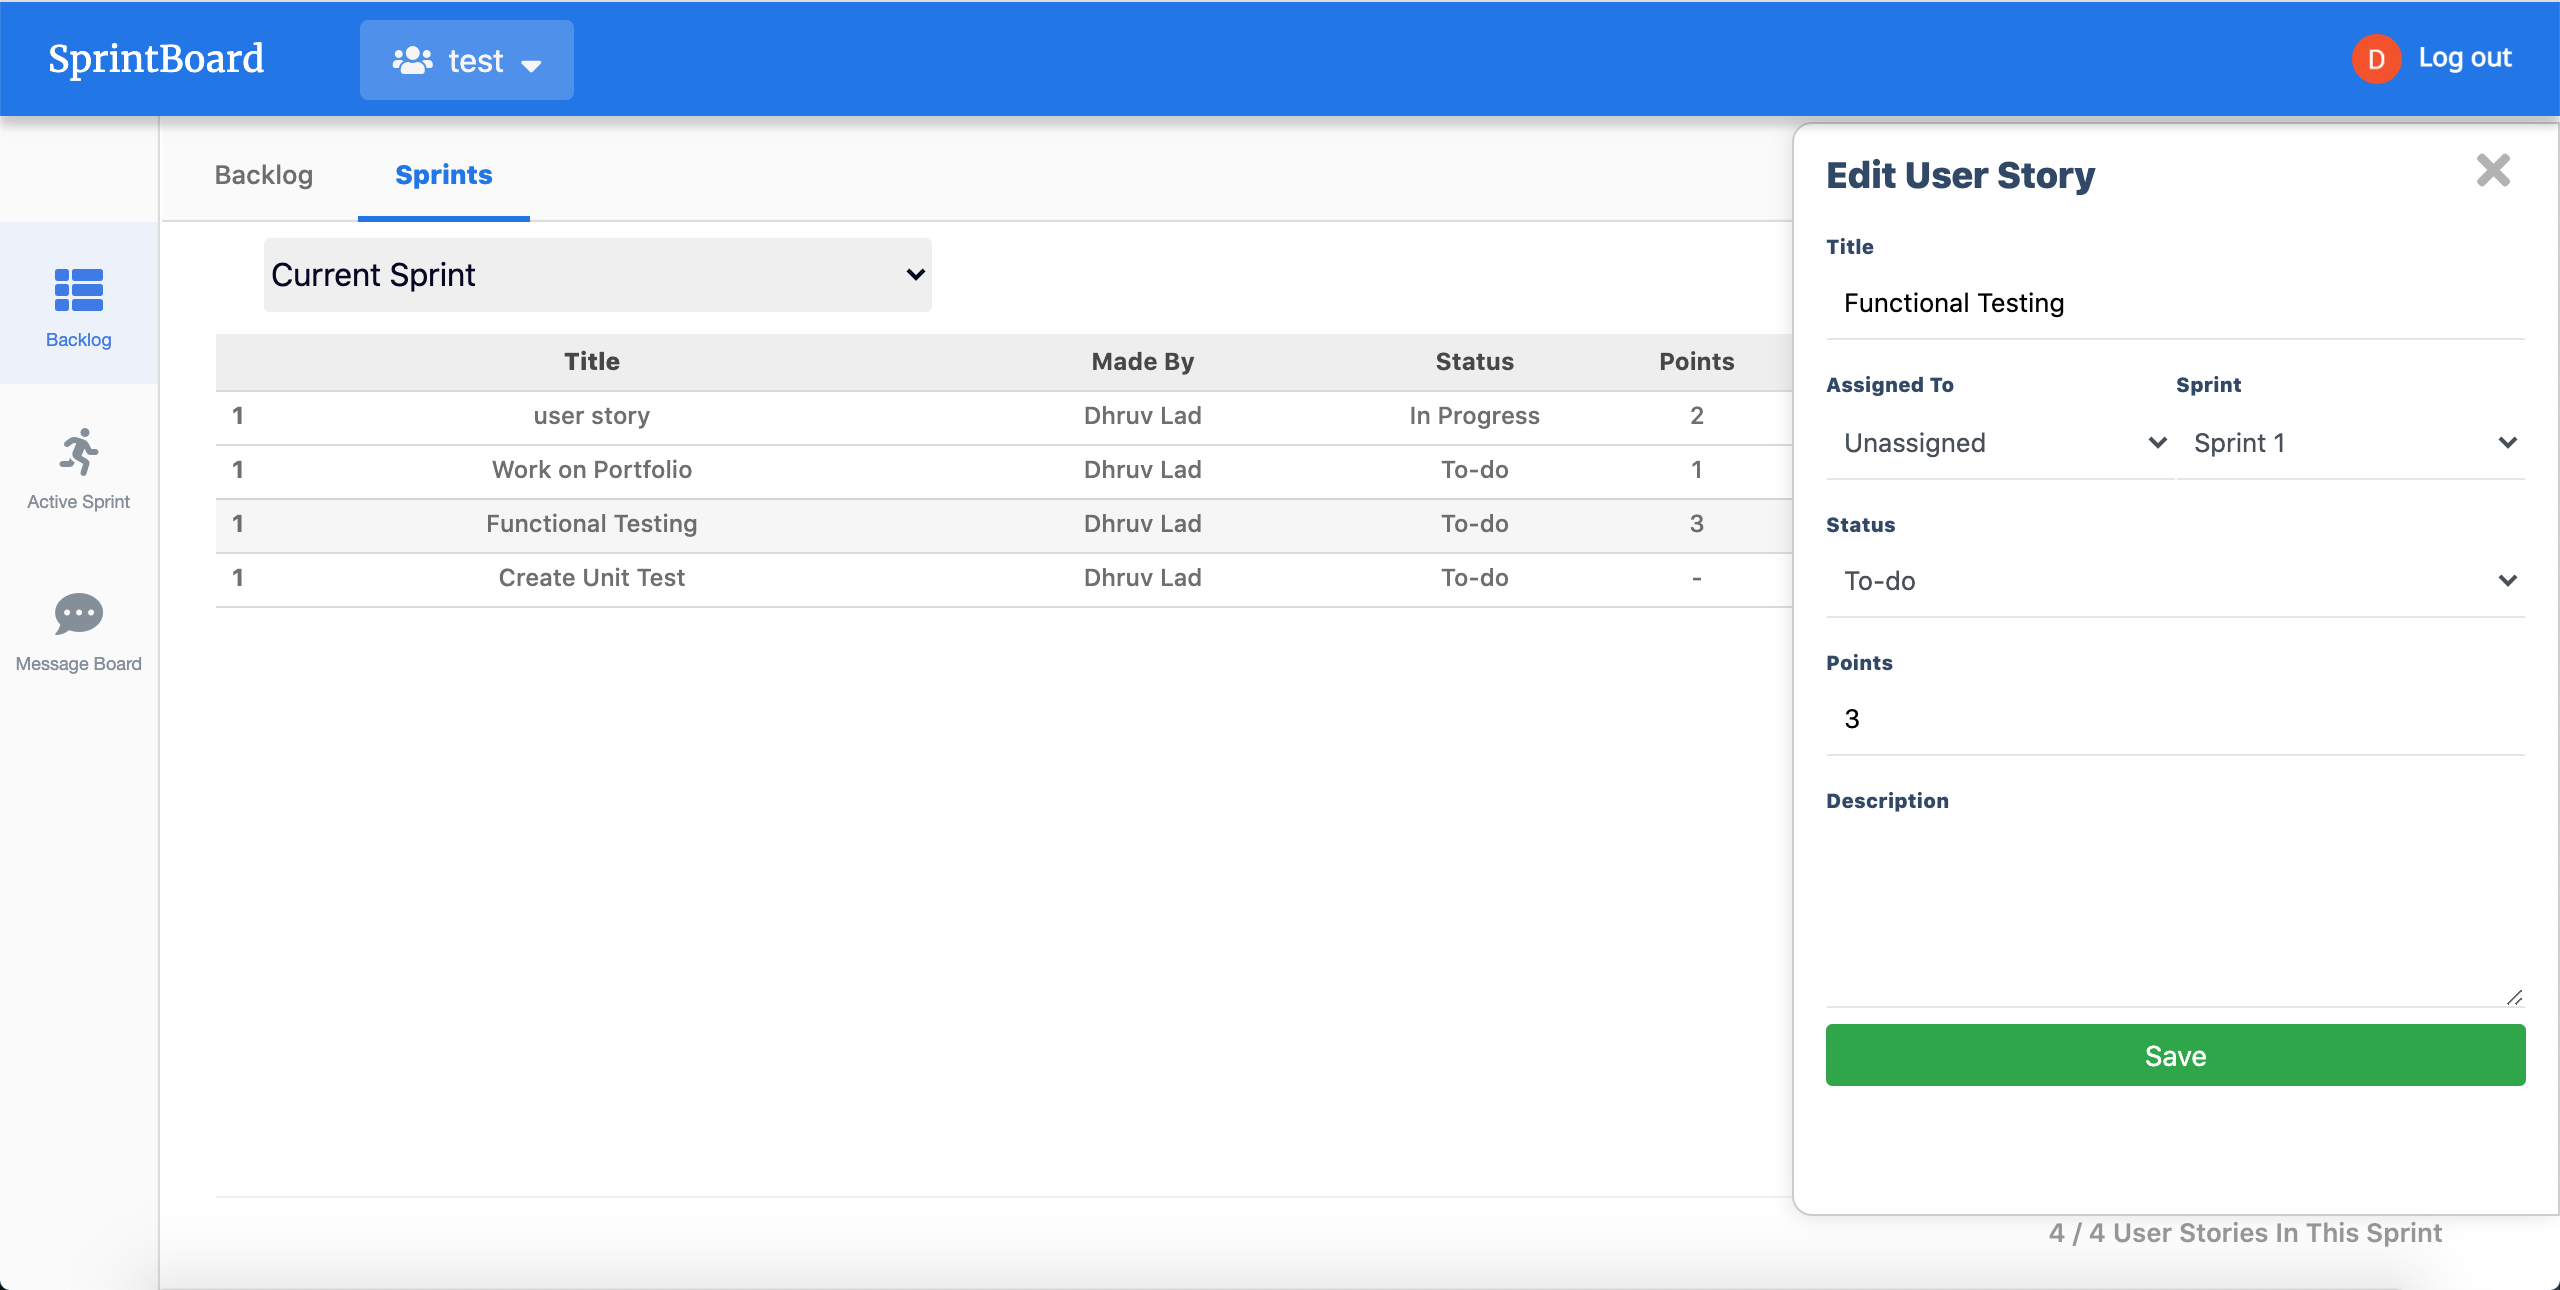 SprintBoard
test
D
Log out
Backlog
Active Sprint
Message Board
Backlog Sprints
Current Sprint
Title Made By Status Points
1 user story Dhruv Lad In Progress 2
1 Work on Portfolio Dhruv Lad To-do 1
1 Functional Testing Dhruv Lad To-do 3
1 Create Unit Test Dhruv Lad To-do -
Edit User Story
Title
Functional Testing
Assigned To Sprint
Unassigned Sprint 1
Status
To-do
Points
3
Description
Save
4 / 4 User Stories In This Sprint